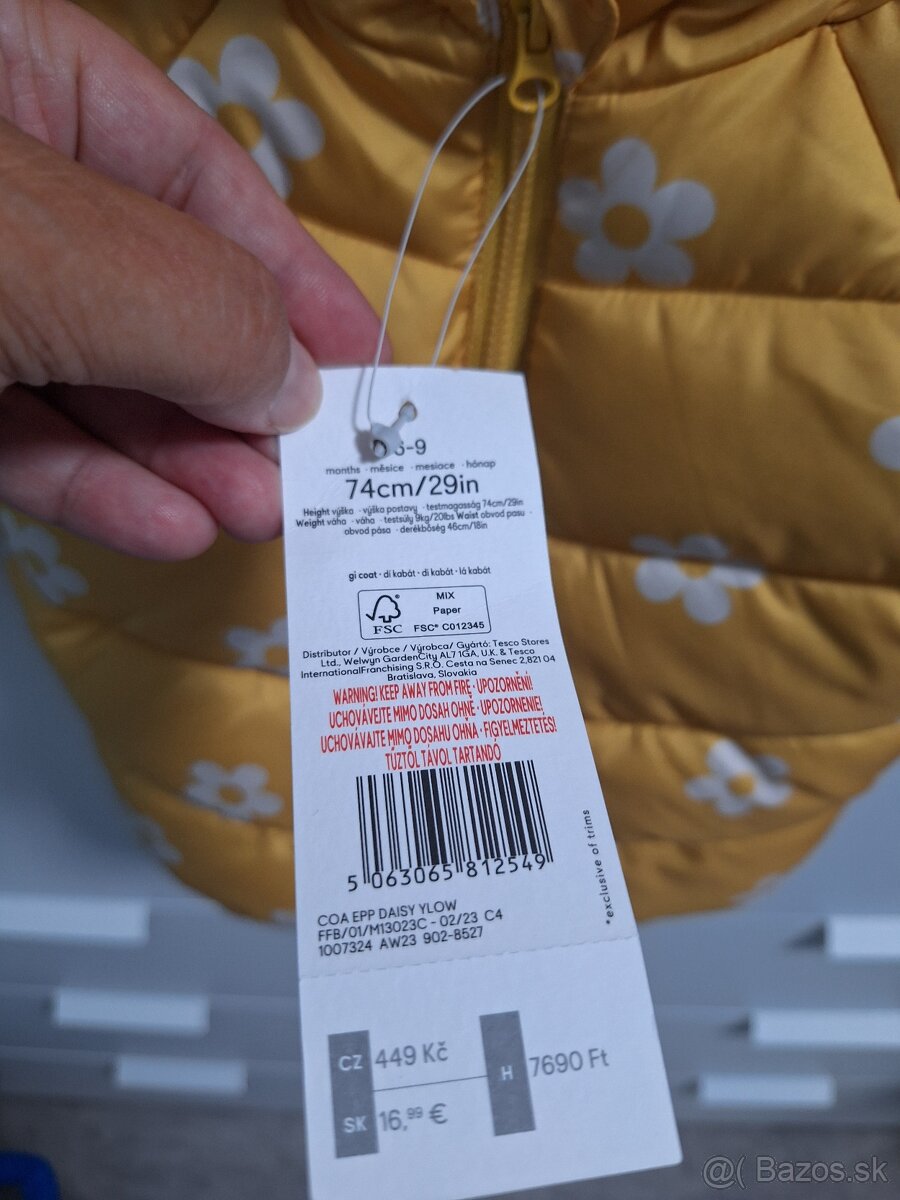 6-9
months · měsíce · mesiace · hónap
74cm/29in
Height výška · výška postavy · testmagasság 74cm/29in
Weight váha · váha · testsúly 9kg/20lbs Waist obvod pasu ·
obvod pása · derékbőség 46cm/18in
gi coat · dí kabát · di kabát · lá kabát
FSC
MIX
Paper
FSC® C012345
Distributor / Výrobce / Výrobca/ Gyártó: Tesco Stores
Ltd., Welwyn GardenCity AL7 1GA, U.K. & Tesco
InternationalFranchising S.R.O. Cesta na Senec 2,821 04
Bratislava, Slovakia
WARNING! KEEP AWAY FROM FIRE · UPOZORNĚNÍ!
UCHOVÁVEJTE MIMO DOSAH OHNĚ · UPOZORNENIE!
UCHOVÁVAJTE MIMO DOSAHU OHŇA · FIGYELMEZTETÉS!
TŰZTŐL TÁVOL TARTANDÓ
5 063065 812549
*exclusive of trims
COA EPP DAISY YLOW
FFB/01/M13023C - 02/23 C4
1007324 AW23 902-8527
CZ 449 Kč
H 7690 Ft
SK 16,99 €
@( Bazos.sk